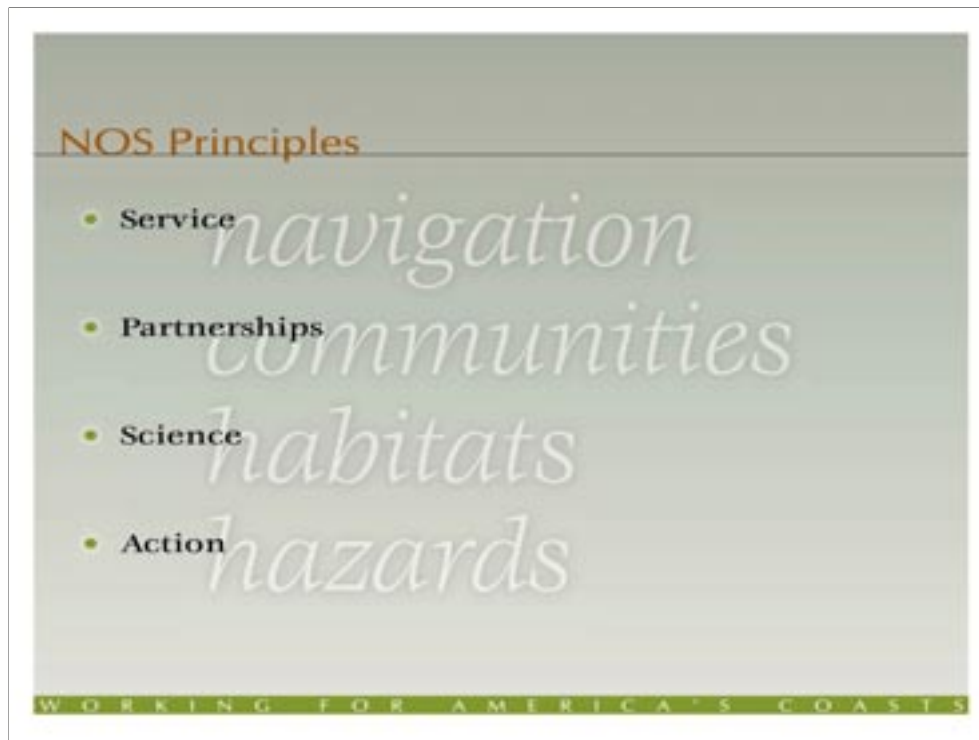 NOS Principles
• Service
navigation
• Partnerships
communities
• Science
habitats
• Action
hazards
WORKING FOR AMERICA'S COASTS